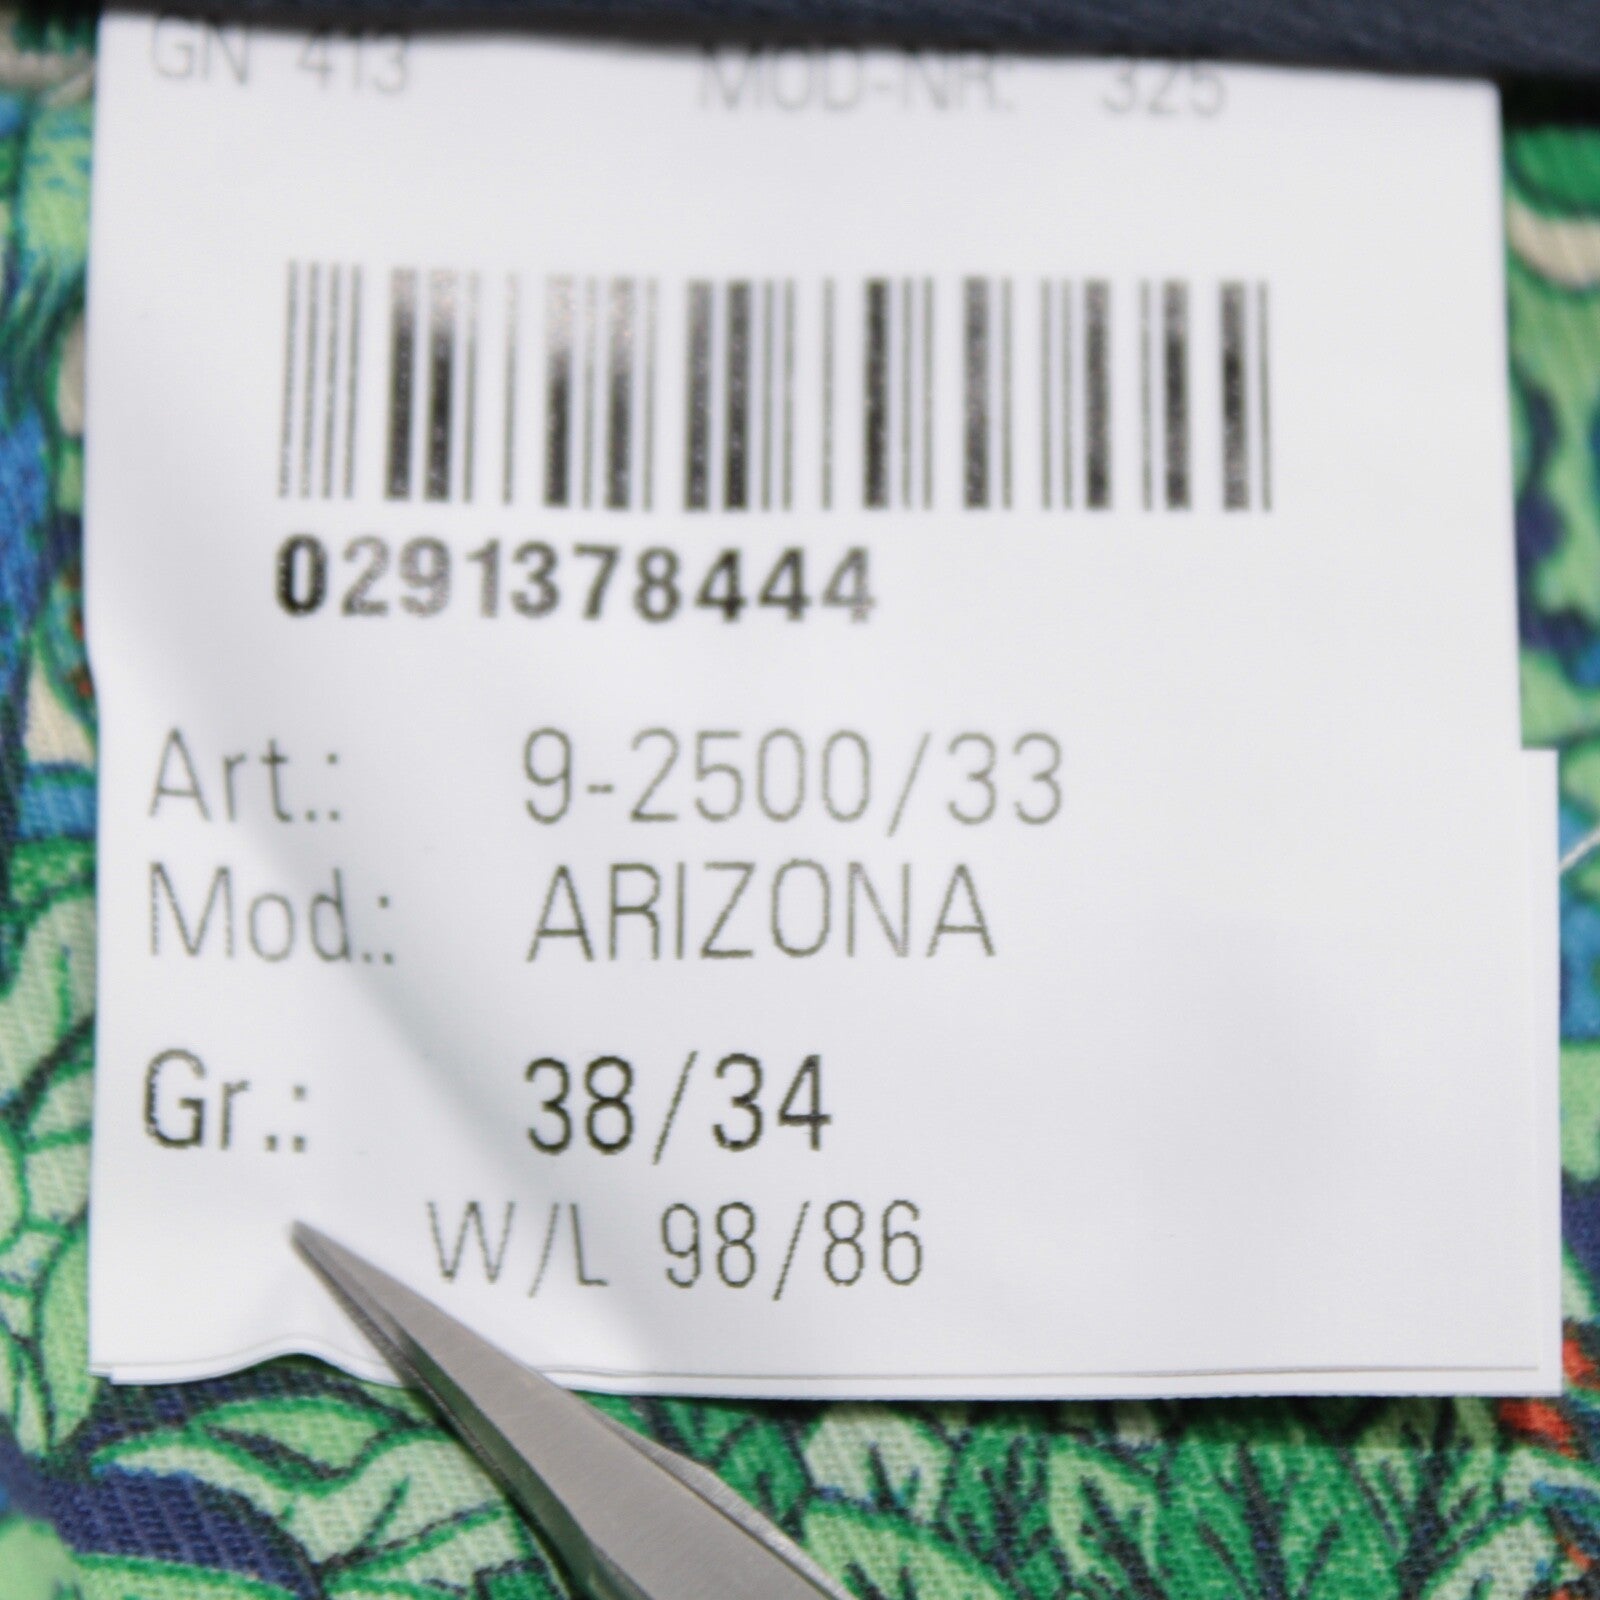 GN 413 MOD-NR: 325
0291378444
Art.: 9-2500/33
Mod.: ARIZONA
Gr.: 38/34
W/L 98/86